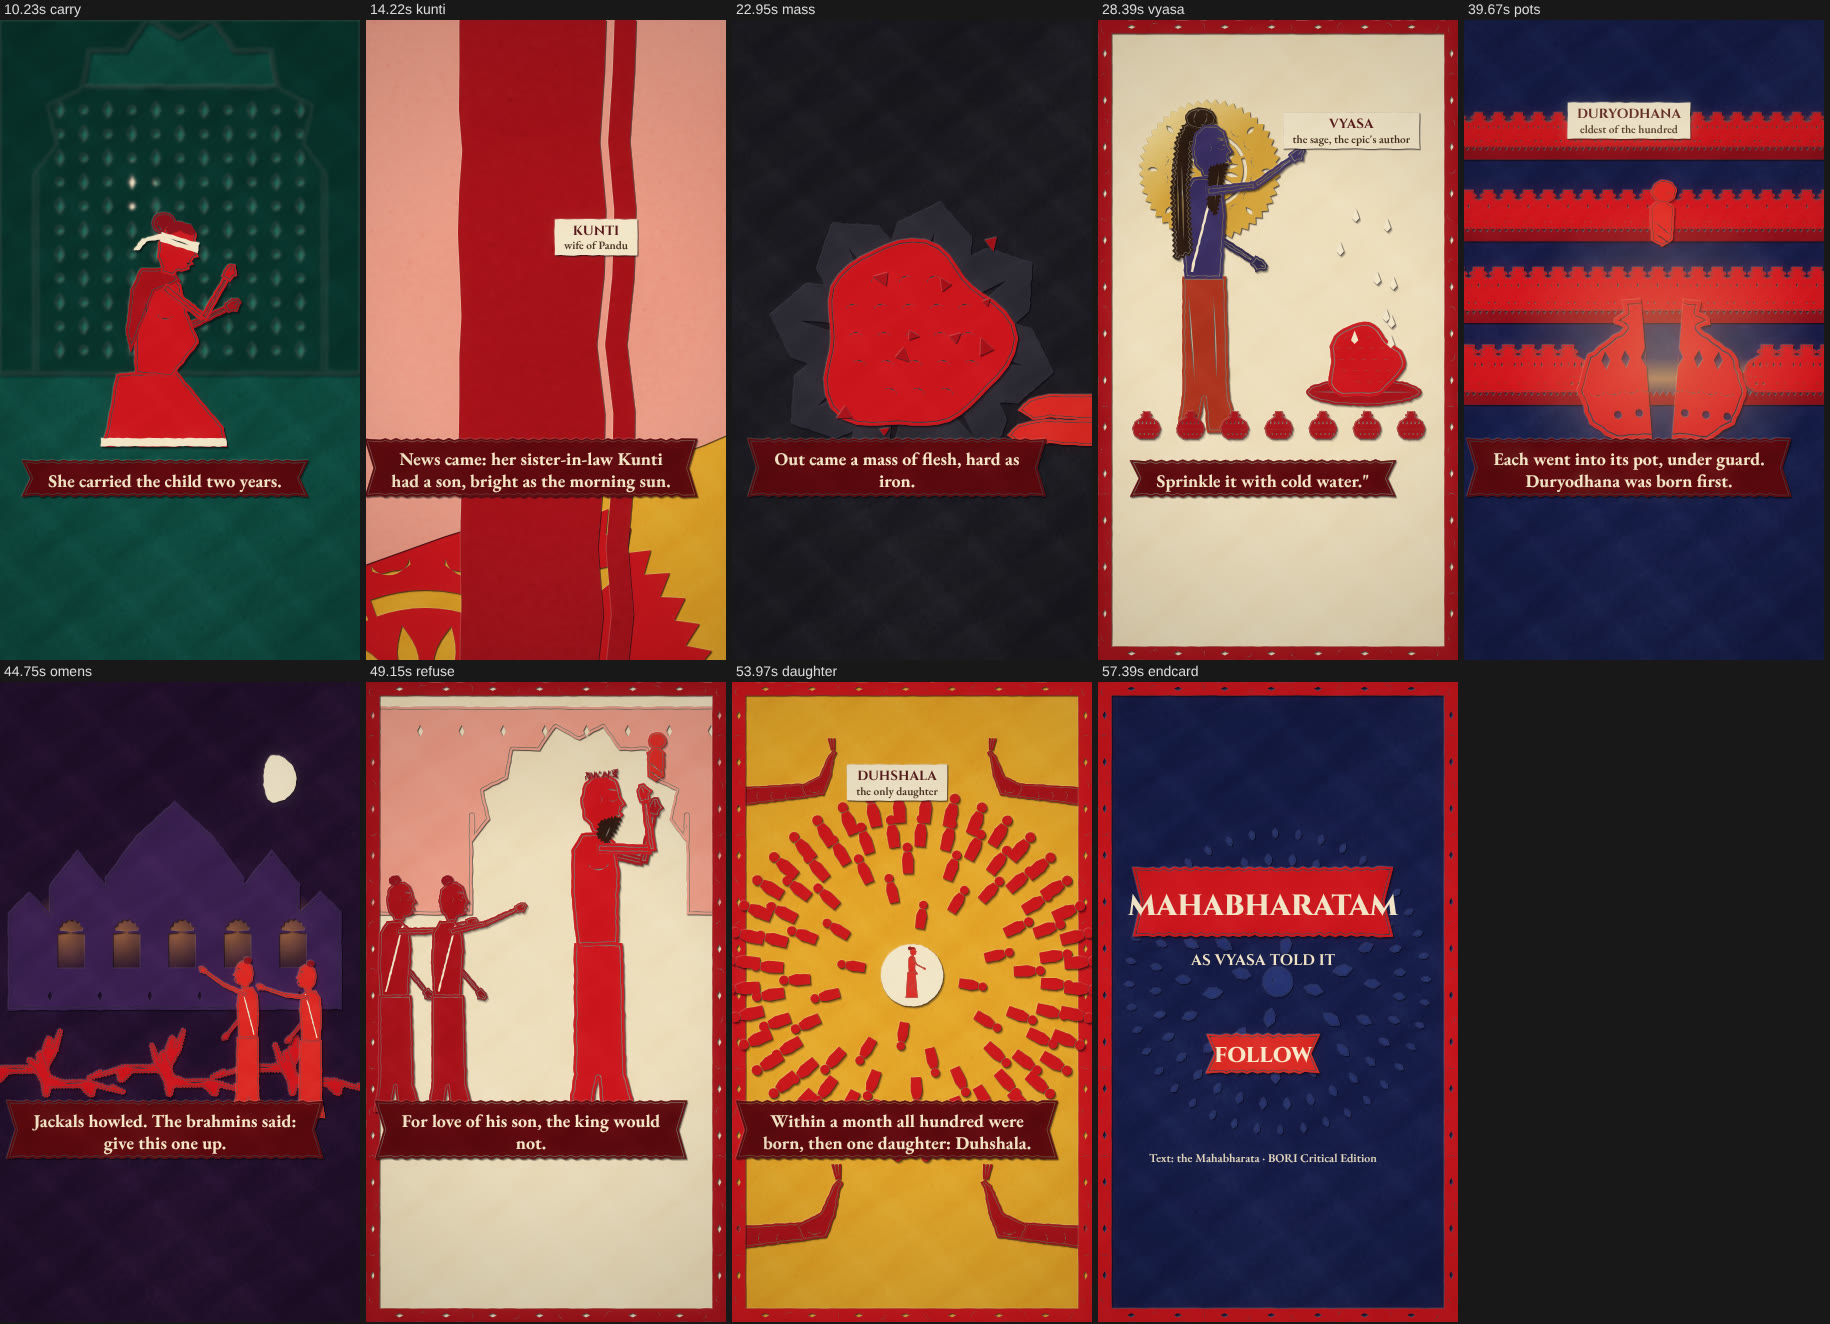 10.23s carry
She carried the child two years.
14.22s kunti
KUNTI
wife of Pandu
News came: her sister-in-law Kunti
had a son, bright as the morning sun.
22.95s mass
Out came a mass of flesh, hard as
iron.
28.39s vyasa
VYASA
the sage, the epic's author
Sprinkle it with cold water."
39.67s pots
DURYODHANA
eldest of the hundred
Each went into its pot, under guard.
Duryodhana was born first.
44.75s omens
Jackals howled. The brahmins said:
give this one up.
49.15s refuse
For love of his son, the king would
not.
53.97s daughter
DUHSHALA
the only daughter
Within a month all hundred were
born, then one daughter: Duhshala.
57.39s endcard
MAHABHARATAM
AS VYASA TOLD IT
FOLLOW
Text: the Mahabharata · BORI Critical Edition